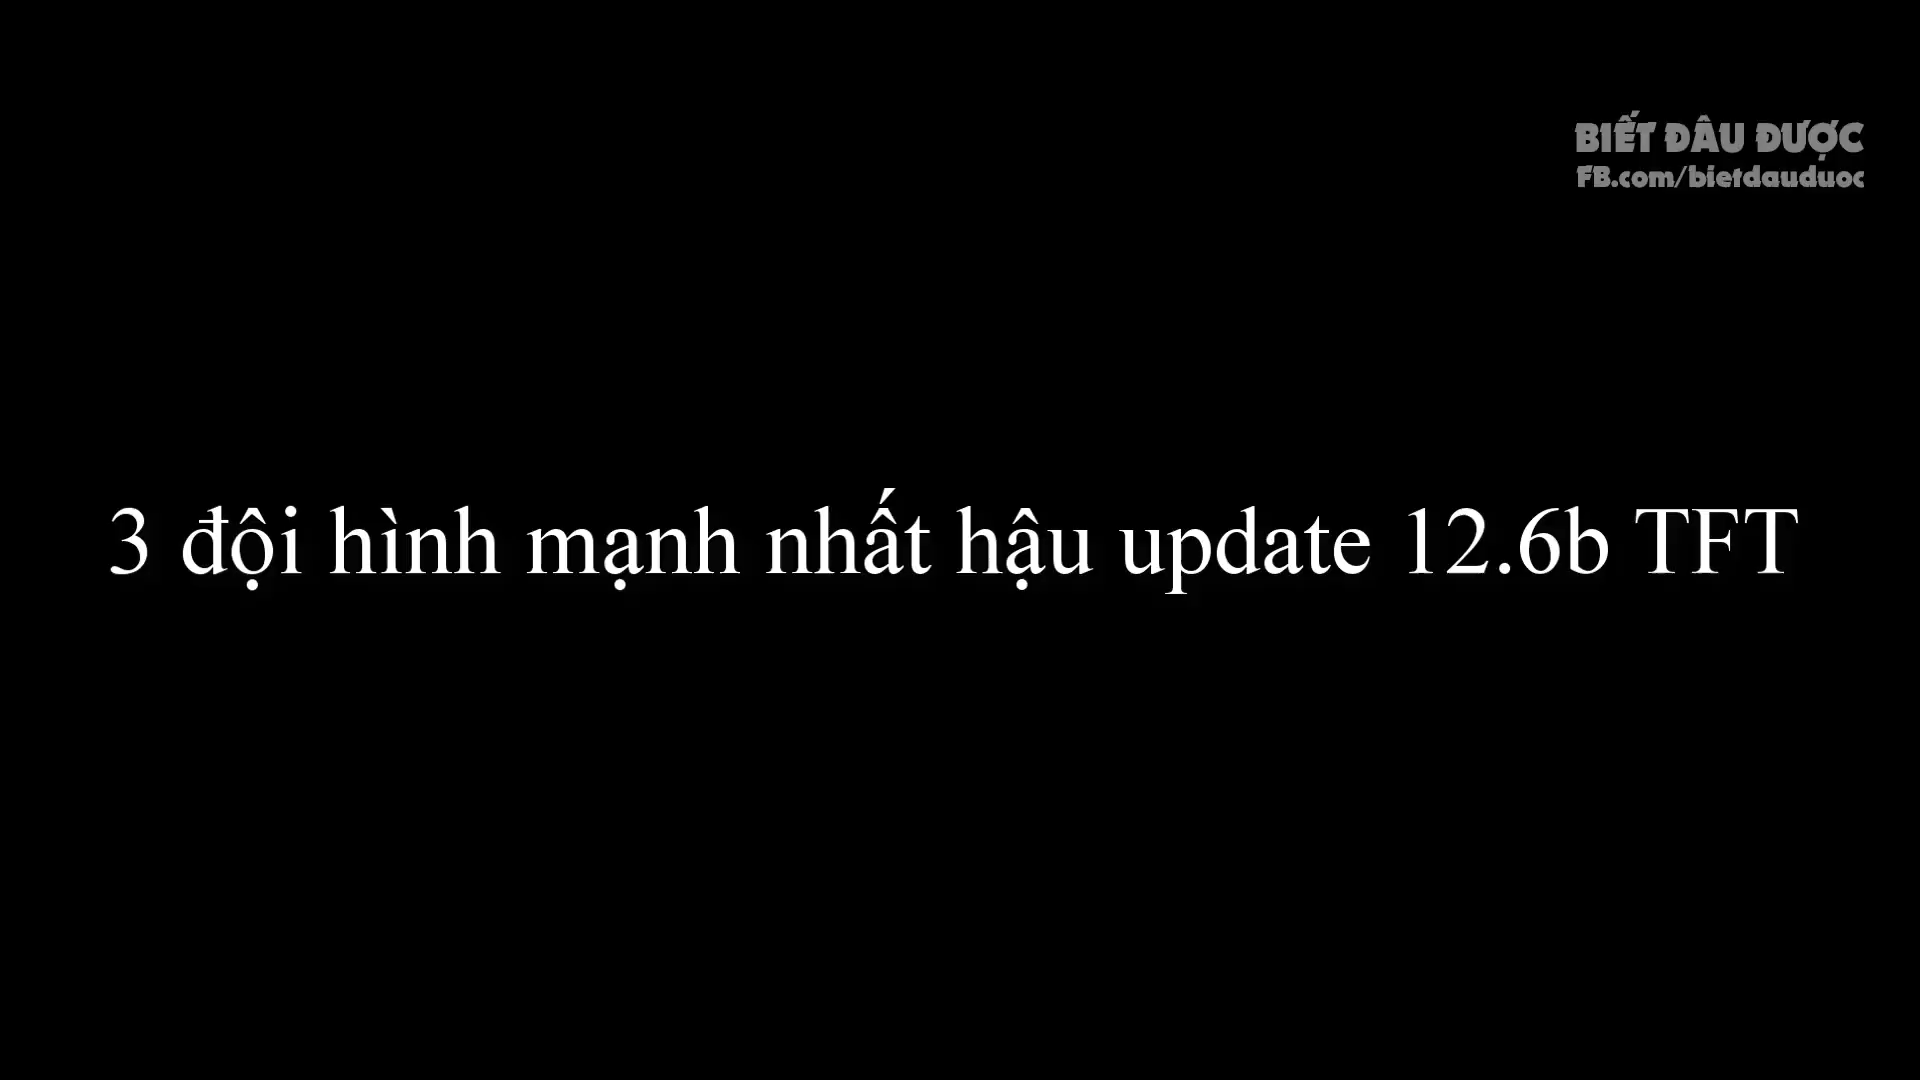 BIẾT ĐÂU ĐƯỢC
FB.com/bietdauduoc
3 đội hình mạnh nhất hậu update 12.6b TFT